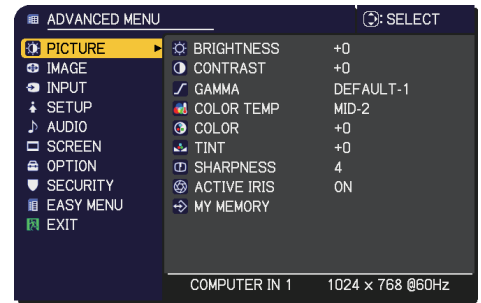 ADVANCED MENU : SELECT
PICTURE BRIGHTNESS +0
IMAGE CONTRAST +0
INPUT GAMMA DEFAULT-1
SETUP COLOR TEMP MID-2
AUDIO COLOR +0
SCREEN TINT +0
OPTION SHARPNESS 4
SECURITY ACTIVE IRIS ON
EASY MENU MY MEMORY
EXIT
COMPUTER IN 1 1024 x 768 @60Hz